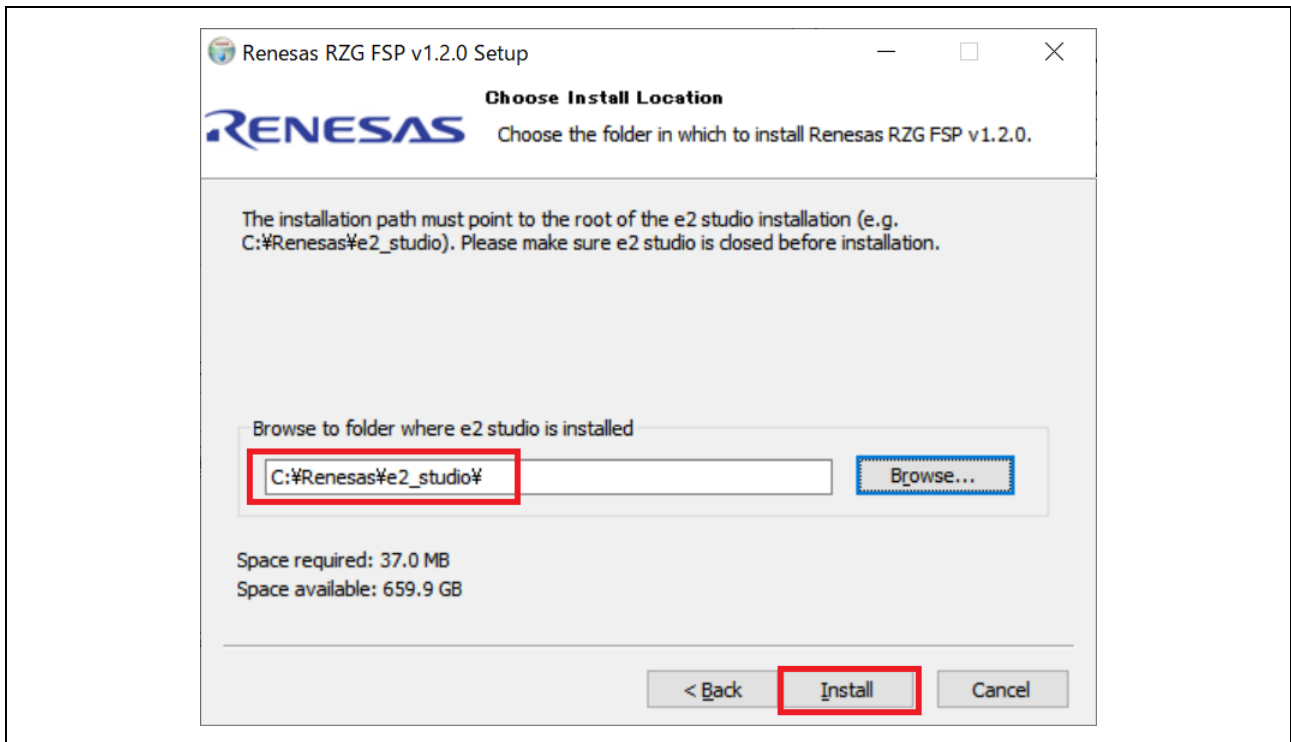 Renesas RZG FSP v1.2.0 Setup
Choose Install Location
RENESAS
Choose the folder in which to install Renesas RZG FSP v1.2.0.
The installation path must point to the root of the e2 studio installation (e.g.
C:¥Renesas¥e2_studio). Please make sure e2 studio is closed before installation.
Browse to folder where e2 studio is installed
C:¥Renesas¥e2_studio¥
Browse...
Space required: 37.0 MB
Space available: 659.9 GB
< Back
Install
Cancel